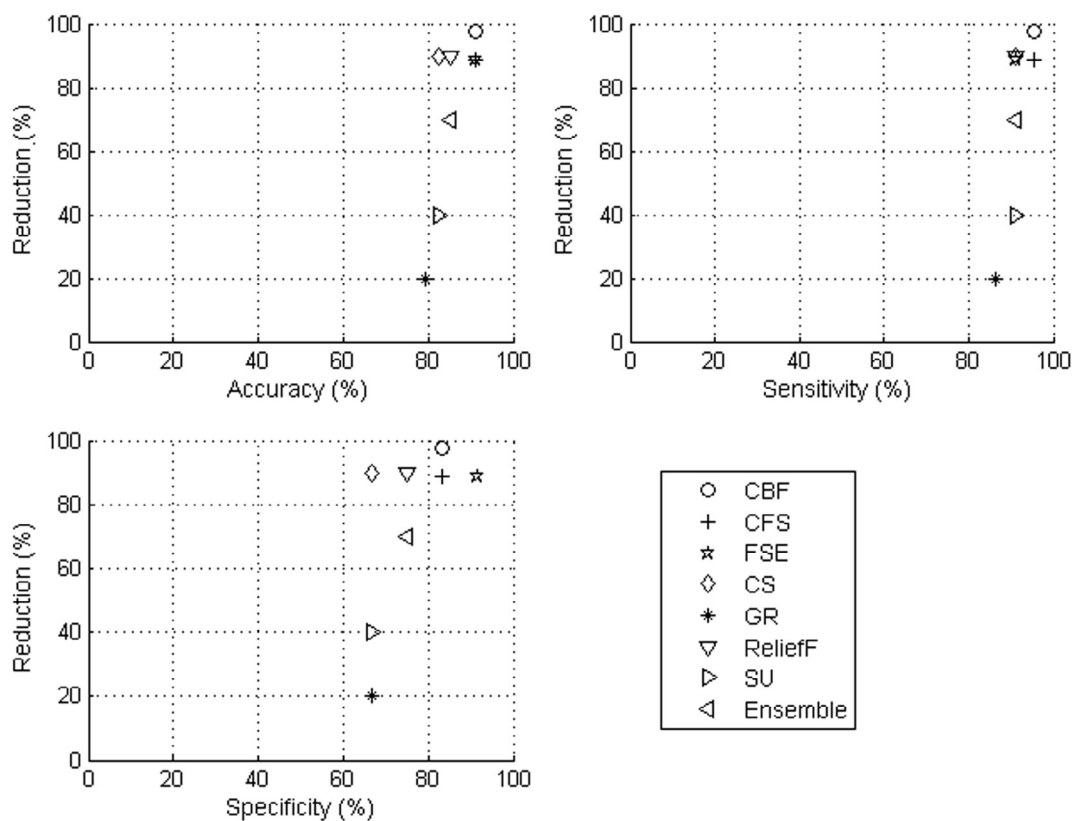 100
80
60
40
20
0
Reduction (%)
0 20 40 60 80 100
Accuracy (%)
100
80
60
40
20
0
Reduction (%)
0 20 40 60 80 100
Sensitivity (%)
100
80
60
40
20
0
Reduction (%)
0 20 40 60 80 100
Specificity (%)
CBF
CFS
FSE
CS
GR
ReliefF
SU
Ensemble